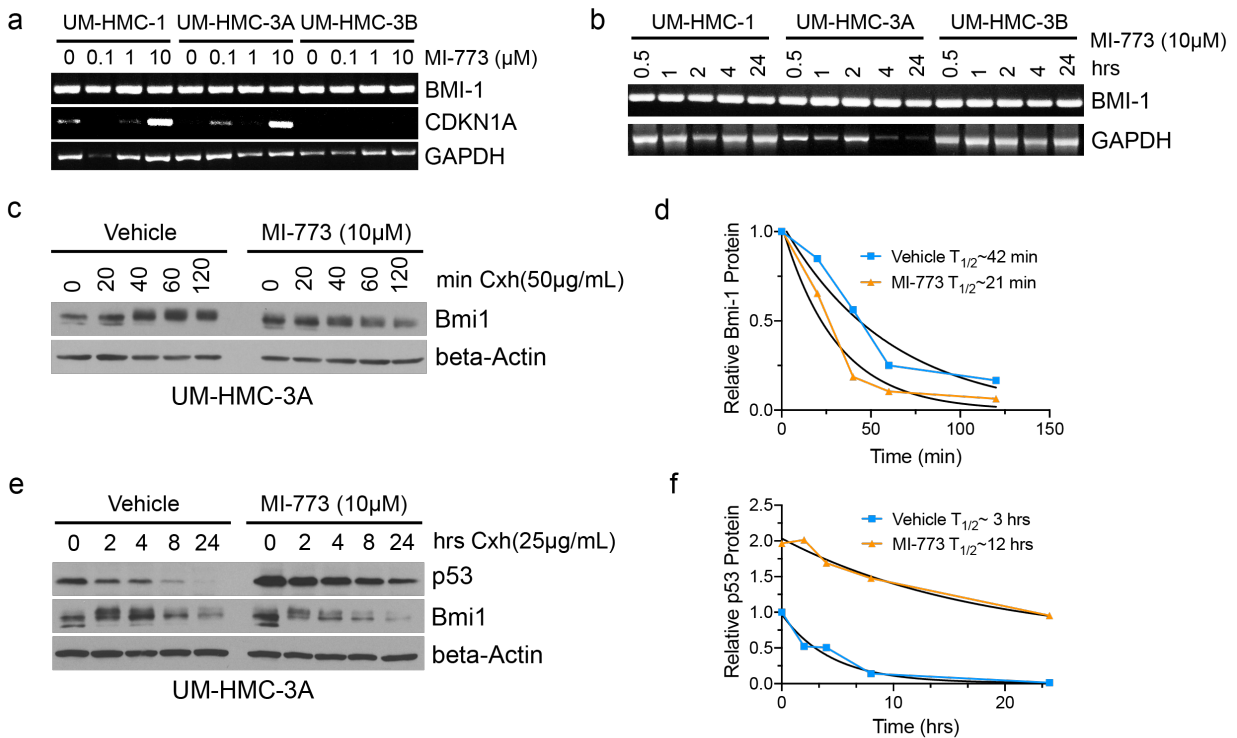 a
UM-HMC-1 UM-HMC-3A UM-HMC-3B
0 0.1 1 10 0 0.1 1 10 0 0.1 1 10 MI-773 (µM)
BMI-1
CDKN1A
GAPDH
b
UM-HMC-1 UM-HMC-3A UM-HMC-3B
MI-773 (10µM)
0.5 1 2 4 24 0.5 1 2 4 24 0.5 1 2 4 24 hrs
BMI-1
GAPDH
c
Vehicle MI-773 (10µM)
0 20 40 60 120 0 20 40 60 120 min Cxh(50µg/mL)
Bmi1
beta-Actin
UM-HMC-3A
d
Relative Bmi-1 Protein
1.0
0.5
0.0
Vehicle T1/2~42 min
MI-773 T1/2~21 min
0 50 100 150
Time (min)
e
Vehicle MI-773 (10µM)
0 2 4 8 24 0 2 4 8 24 hrs Cxh(25µg/mL)
p53
Bmi1
beta-Actin
UM-HMC-3A
f
Relative p53 Protein
2.5
2.0
1.5
1.0
0.5
0.0
Vehicle T1/2~ 3 hrs
MI-773 T1/2~12 hrs
0 10 20
Time (hrs)